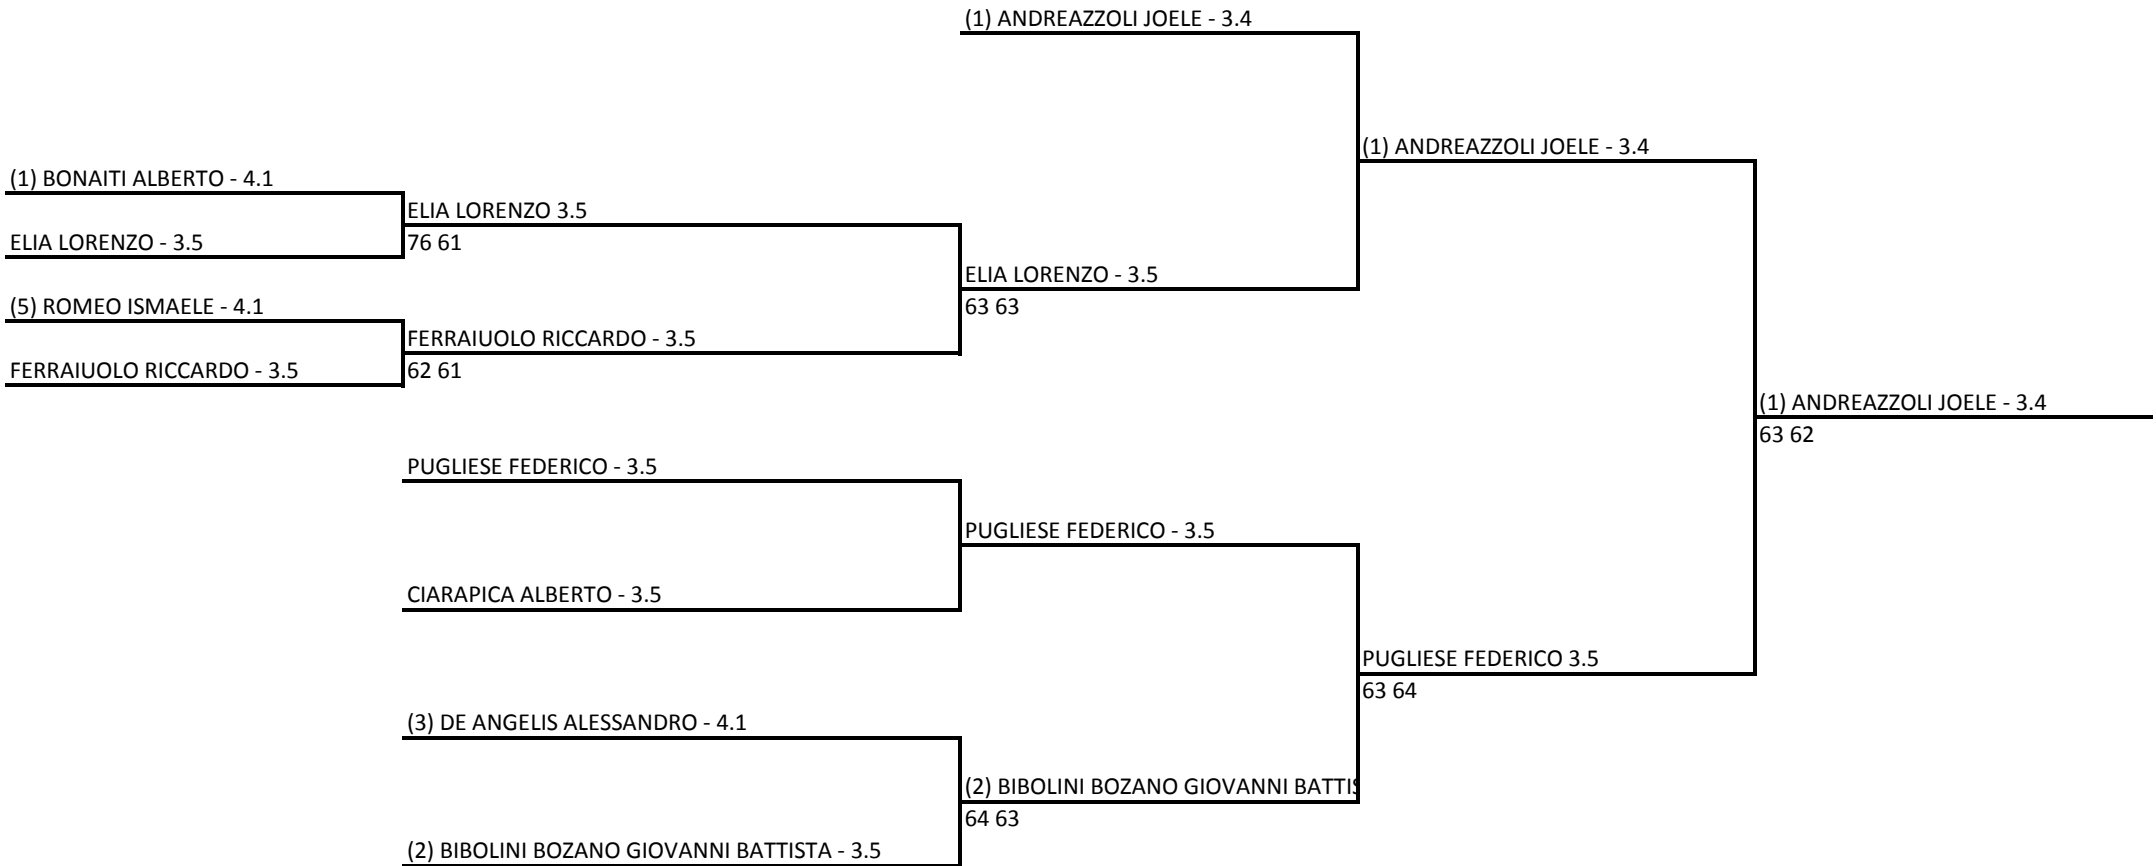 (1) ANDREAZZOLI JOELE - 3.4
(1) ANDREAZZOLI JOELE - 3.4
(1) BONAITI ALBERTO - 4.1
ELIA LORENZO 3.5
ELIA LORENZO - 3.5
76 61
ELIA LORENZO - 3.5
(5) ROMEO ISMAELE - 4.1
63 63
FERRAIUOLO RICCARDO - 3.5
FERRAIUOLO RICCARDO - 3.5
62 61
(1) ANDREAZZOLI JOELE - 3.4
63 62
PUGLIESE FEDERICO - 3.5
PUGLIESE FEDERICO - 3.5
CIARAPICA ALBERTO - 3.5
PUGLIESE FEDERICO 3.5
63 64
(3) DE ANGELIS ALESSANDRO - 4.1
(2) BIBOLINI BOZANO GIOVANNI BATTIS
64 63
(2) BIBOLINI BOZANO GIOVANNI BATTISTA - 3.5